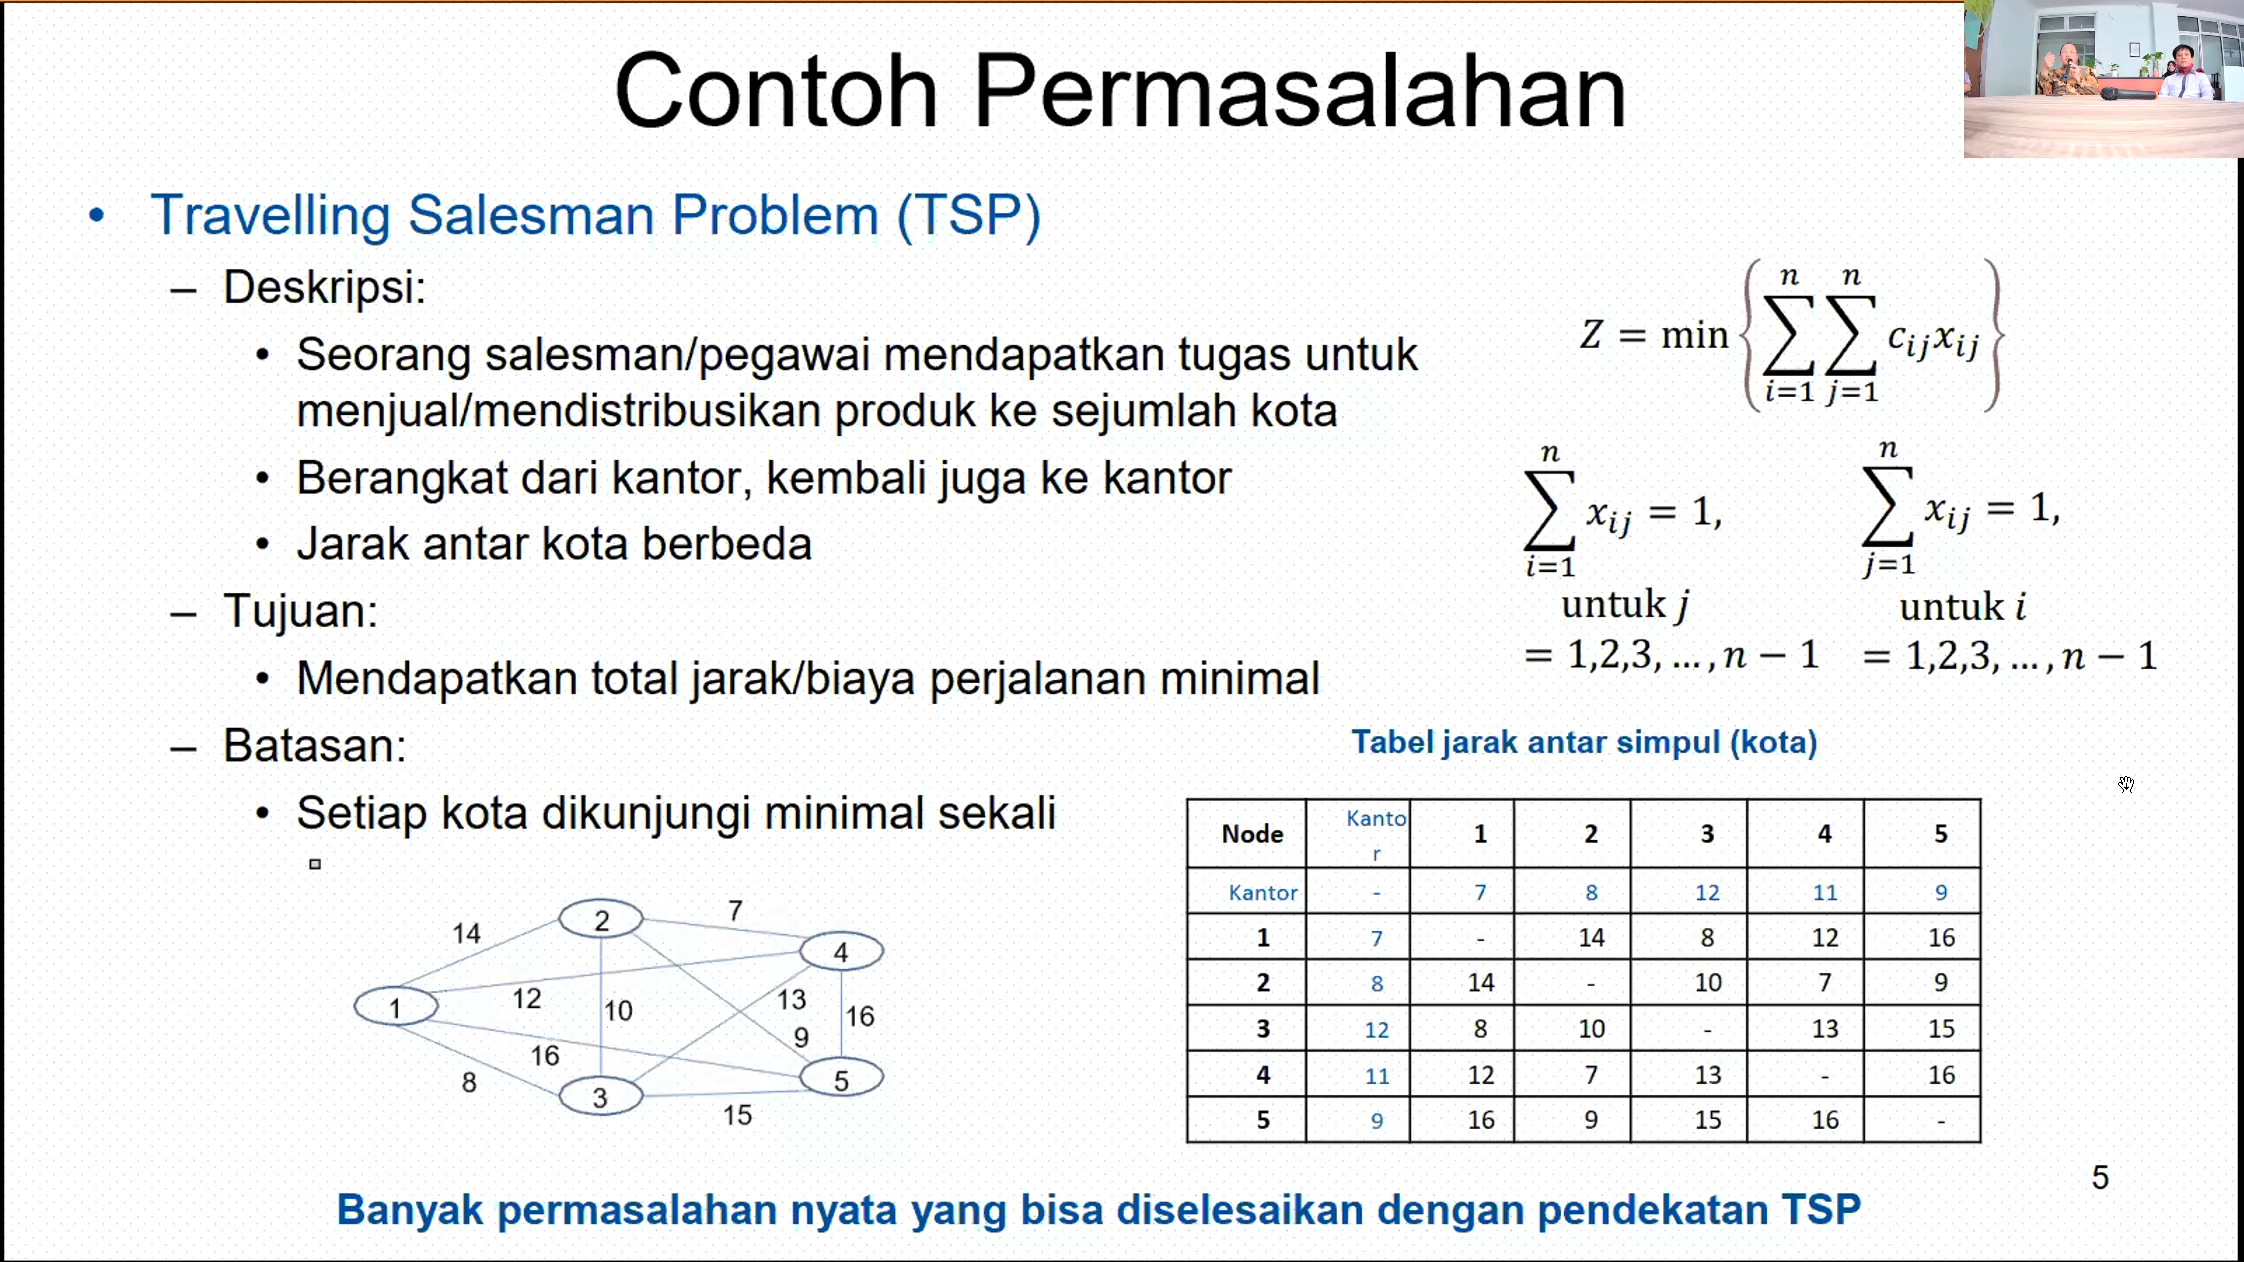 Contoh Permasalahan
• Travelling Salesman Problem (TSP)
– Deskripsi:
• Seorang salesman/pegawai mendapatkan tugas untuk
menjual/mendistribusikan produk ke sejumlah kota
• Berangkat dari kantor, kembali juga ke kantor
• Jarak antar kota berbeda
– Tujuan:
• Mendapatkan total jarak/biaya perjalanan minimal
– Batasan:
• Setiap kota dikunjungi minimal sekali
Z = min { ∑_{i=1}^{n} ∑_{j=1}^{n} c_{ij} x_{ij} }
∑_{i=1}^{n} x_{ij} = 1,
untuk j
= 1,2,3, …, n − 1
∑_{j=1}^{n} x_{ij} = 1,
untuk i
= 1,2,3, …, n − 1
2
7
14
4
12
13
1
10
16
9
16
8
3
5
15
Tabel jarak antar simpul (kota)
Node Kanto
r 1 2 3 4 5
Kantor - 7 8 12 11 9
1 7 - 14 8 12 16
2 8 14 - 10 7 9
3 12 8 10 - 13 15
4 11 12 7 13 - 16
5 9 16 9 15 16 -
5
Banyak permasalahan nyata yang bisa diselesaikan dengan pendekatan TSP